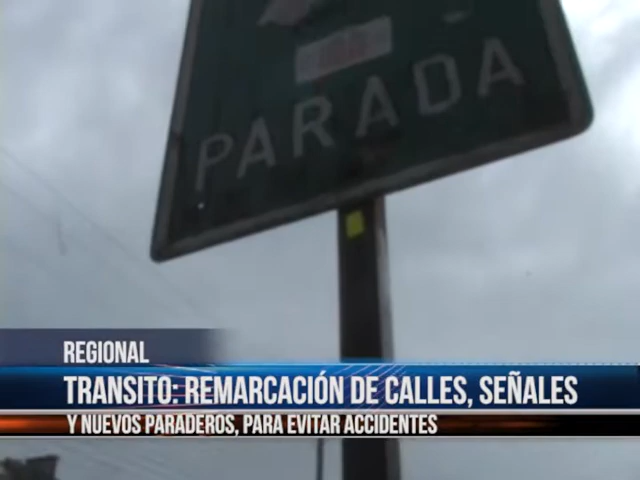 PARADA
REGIONAL
TRANSITO: REMARCACIÓN DE CALLES, SEÑALES
Y NUEVOS PARADEROS, PARA EVITAR ACCIDENTES